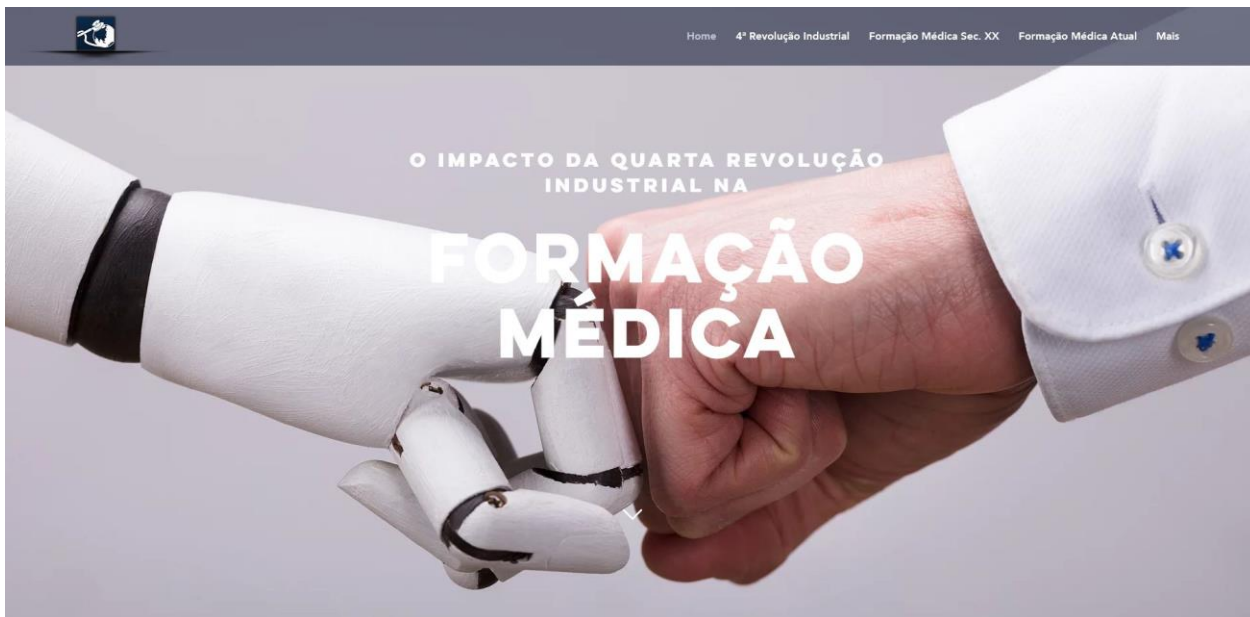 Home 4ª Revolução Industrial Formação Médica Sec. XX Formação Médica Atual Mais
O IMPACTO DA QUARTA REVOLUÇÃO
INDUSTRIAL NA
FORMAÇÃO
MÉDICA